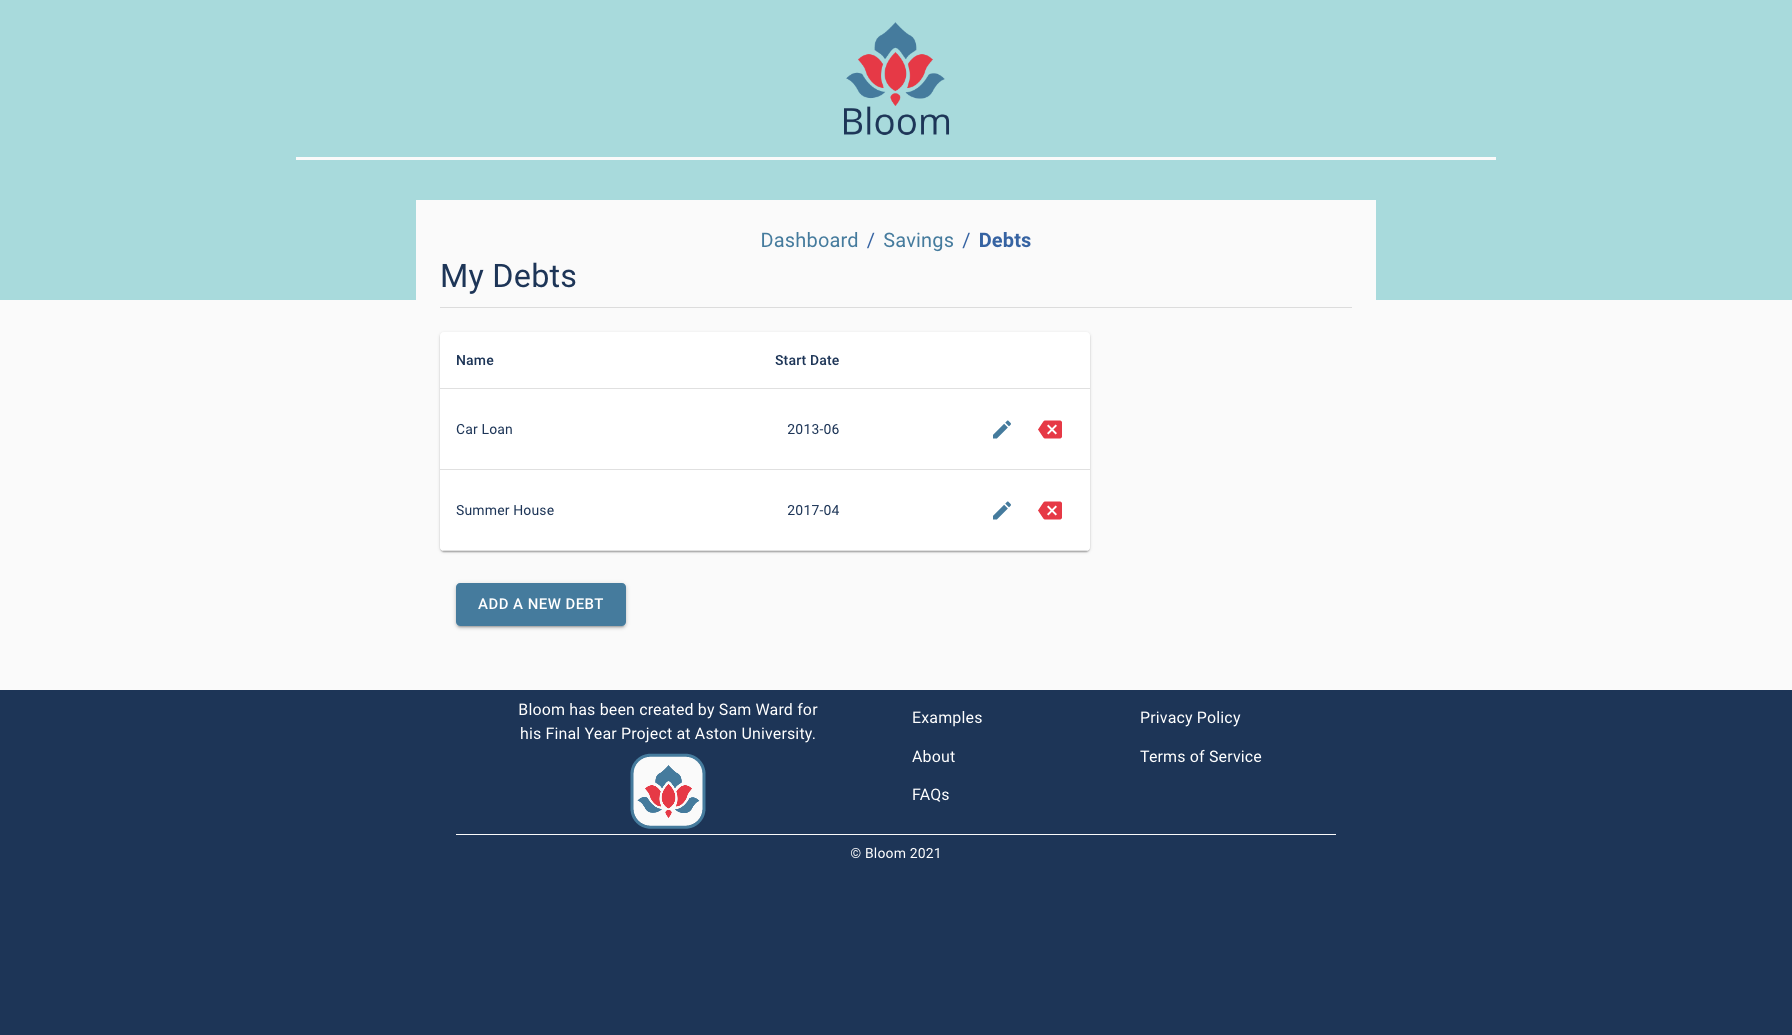 Bloom
Dashboard / Savings / Debts
My Debts
Name Start Date
Car Loan 2013-06
Summer House 2017-04
ADD A NEW DEBT
Bloom has been created by Sam Ward for
his Final Year Project at Aston University.
Examples
About
FAQs
Privacy Policy
Terms of Service
© Bloom 2021